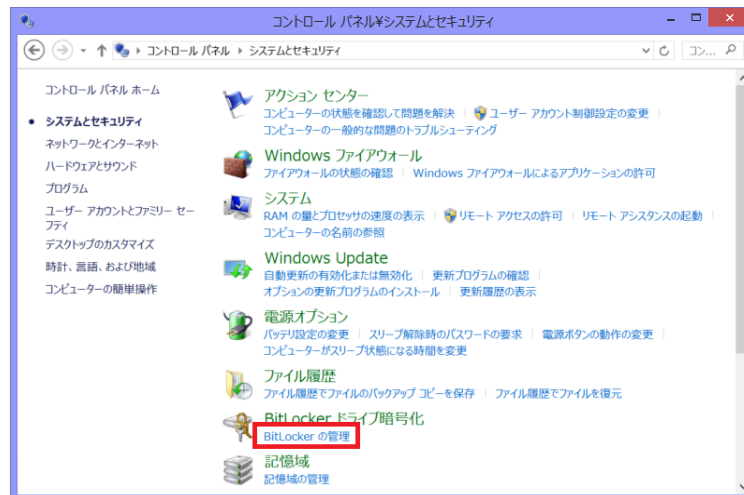 コントロール パネル¥システムとセキュリティ
コントロール パネル ▸ システムとセキュリティ
コン...
コントロール パネル ホーム
システムとセキュリティ
ネットワークとインターネット
ハードウェアとサウンド
プログラム
ユーザー アカウントとファミリー セー
フティ
デスクトップのカスタマイズ
時計、言語、および地域
コンピューターの簡単操作
アクション センター
コンピューターの状態を確認して問題を解決 | ユーザー アカウント制御設定の変更 |
コンピューターの一般的な問題のトラブルシューティング
Windows ファイアウォール
ファイアウォールの状態の確認 | Windows ファイアウォールによるアプリケーションの許可
システム
RAM の量とプロセッサの速度の表示 | リモート アクセスの許可 | リモート アシスタンスの起動 |
コンピューターの名前の参照
Windows Update
自動更新の有効化または無効化 | 更新プログラムの確認 |
オプションの更新プログラムのインストール | 更新履歴の表示
電源オプション
バッテリ設定の変更 | スリープ解除時のパスワードの要求 | 電源ボタンの動作の変更 |
コンピューターがスリープ状態になる時間を変更
ファイル履歴
ファイル履歴でファイルのバックアップ コピーを保存 | ファイル履歴でファイルを復元
BitLocker ドライブ暗号化
BitLocker の管理
記憶域
記憶域の管理